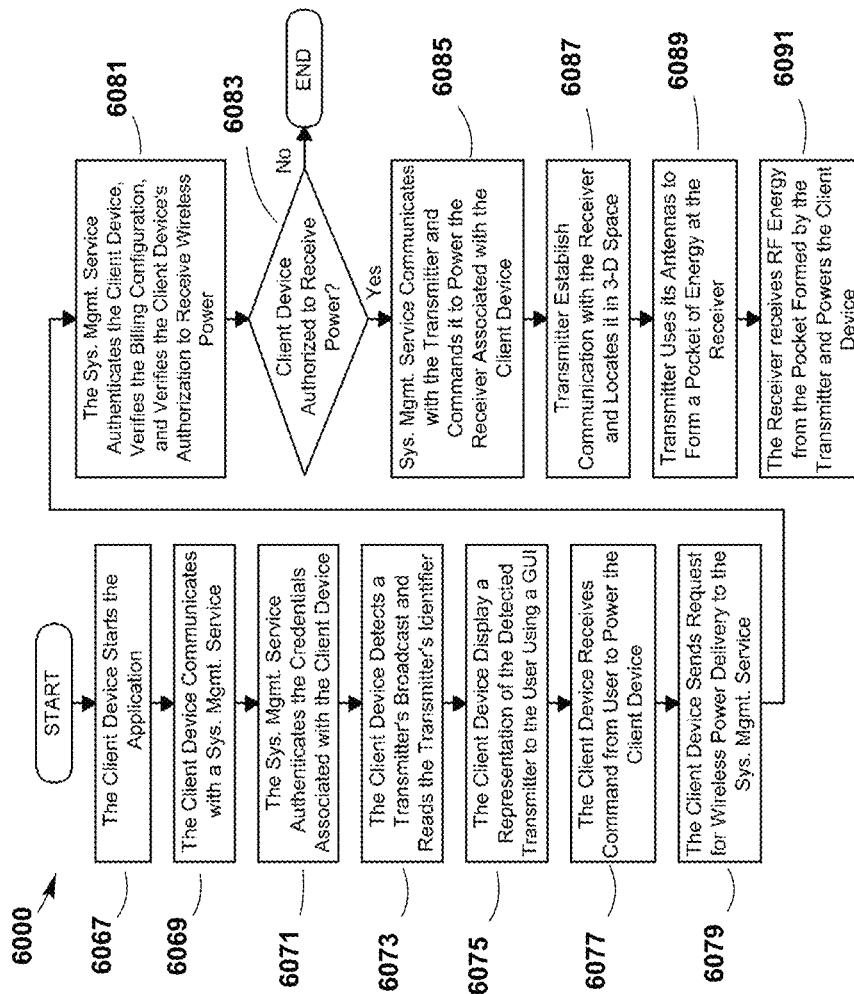 6000
START
6067
The Client Device Starts the
Application
6069
The Client Device Communicates
with a Sys. Mgmt. Service
6071
The Sys. Mgmt. Service
Authenticates the Credentials
Associated with the Client Device
6073
The Client Device Detects a
Transmitter's Broadcast and
Reads the Transmitter's Identifier
6075
The Client Device Display a
Representation of the Detected
Transmitter to the User Using a GUI
6077
The Client Device Receives
Command from User to Power the
Client Device
6079
The Client Device Sends Request
for Wireless Power Delivery to the
Sys. Mgmt. Service
6081
The Sys. Mgmt. Service
Authenticates the Client Device,
Verifies the Billing Configuration,
and Verifies the Client Device's
Authorization to Receive Wireless
Power
6083
Client Device
Authorized to Receive
Power?
No
END
Yes
6085
Sys. Mgmt. Service Communicates
with the Transmitter and
Commands it to Power the
Receiver Associated with the
Client Device
6087
Transmitter Establish
Communication with the Receiver
and Locates it in 3-D Space
6089
Transmitter Uses its Antennas to
Form a Pocket of Energy at the
Receiver
6091
The Receiver receives RF Energy
from the Pocket Formed by the
Transmitter and Powers the Client
Device